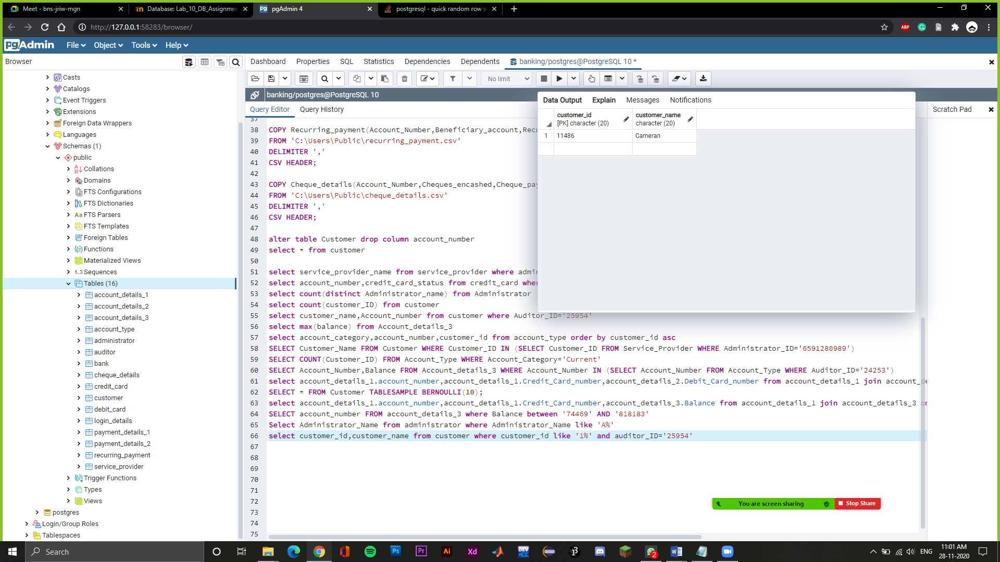 Meet - bns-jriw-mgn
Database: Lab_10_DB_Assignmen
pgAdmin 4
postgresql - quick random row s
http://127.0.0.1:58283/browser/
ABP
pgAdmin
File
Object
Tools
Help
Browser
Dashboard
Properties
SQL
Statistics
Dependencies
Dependents
banking/postgres@PostgreSQL 10 *
No limit
banking/postgres@PostgreSQL 10
Query Editor
Query History
Data Output
Explain
Messages
Notifications
Scratch Pad
customer_id
[PK] character (20)
customer_name
character (20)
1 11486 Cameran
Casts
Catalogs
Event Triggers
Extensions
Foreign Data Wrappers
Languages
Schemas (1)
public
Collations
Domains
FTS Configurations
FTS Dictionaries
Aa FTS Parsers
FTS Templates
Foreign Tables
Functions
Materialized Views
1..3 Sequences
Tables (16)
account_details_1
account_details_2
account_details_3
account_type
administrator
auditor
bank
cheque_details
credit_card
customer
debit_card
login_details
payment_details_1
payment_details_2
recurring_payment
service_provider
Trigger Functions
Types
Views
postgres
Login/Group Roles
Tablespaces
37
38 COPY Recurring_payment(Account_Number,Beneficiary_account,Recu
39 FROM 'C:\Users\Public\recurring_payment.csv'
40 DELIMITER ','
41 CSV HEADER;
42
43 COPY Cheque_details(Account_Number,Cheques_encashed,Cheque_pay
44 FROM 'C:\Users\Public\cheque_details.csv'
45 DELIMITER ','
46 CSV HEADER;
47
48 alter table Customer drop column account_number
49 select * from customer
50
51 select service_provider_name from service_provider where admin
52 select account_number,credit_card_status from credit_card wher
53 select count(distinct Administrator_name) from Administrator
54 select count(customer_ID) from customer
55 select customer_name,Account_number from customer where Auditor_ID='25954'
56 select max(balance) from Account_details_3
57 select account_category,account_number,customer_id from account_type order by customer_id asc
58 SELECT Customer_Name FROM Customer WHERE Customer_ID IN (SELECT Customer_ID FROM Service_Provider WHERE Administrator_ID='6591280989')
59 SELECT COUNT(Customer_ID) FROM Account_Type WHERE Account_Category='Current'
60 SELECT Account_Number,Balance FROM Account_details_3 WHERE Account_Number IN (SELECT Account_Number FROM Account_Type WHERE Auditor_ID='24253')
61 select account_details_1.account_number,account_details_1.Credit_Card_number,account_details_2.Debit_Card_number from account_details_1 join account_de
62 SELECT * FROM Customer TABLESAMPLE BERNOULLI(10);
63 select account_details_1.account_number,account_details_1.Credit_Card_number,account_details_3.Balance from account_details_1 join account_details_3 on
64 SELECT account_number FROM account_details_3 where Balance between '74469' AND '818183'
65 Select Administrator_Name from administrator where Administrator_Name like 'A%'
66 select customer_id,customer_name from customer where customer_id like '1%' and auditor_ID='25954'
67
68
69
70
71
72
73
74
75
You are screen sharing
Stop Share
Search
Ps
Pr
Ai
Xd
DEV
2
ENG
11:01 AM
28-11-2020